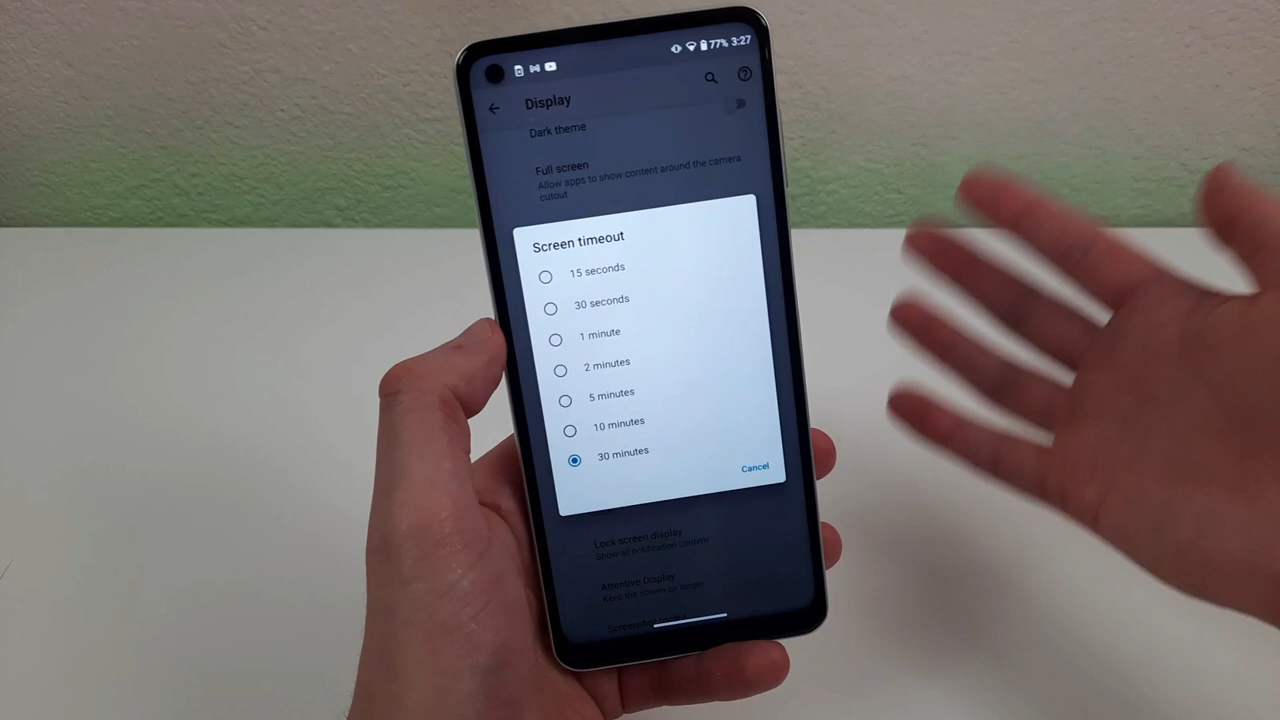 77% 3:27
Display
Dark theme
Full screen
Allow apps to show content around the camera
cutout
Screen timeout
15 seconds
30 seconds
1 minute
2 minutes
5 minutes
10 minutes
30 minutes
Cancel
Lock screen display
Show all notification content
Attentive Display
Keep the screen on longer
Screenshot